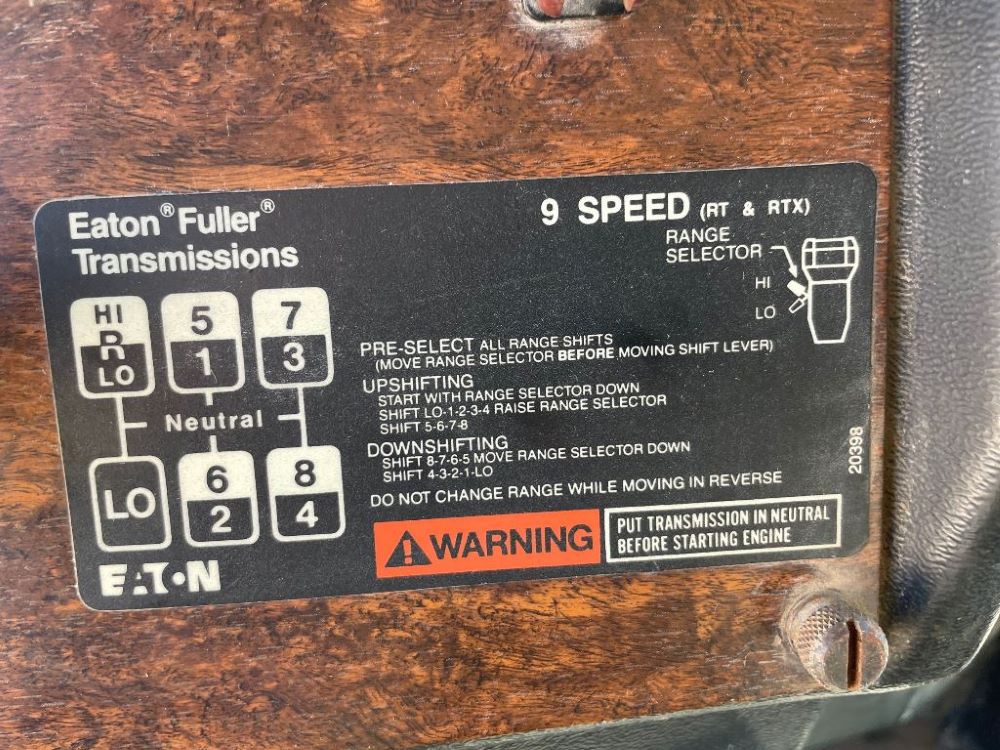 Eaton® Fuller®
Transmissions
9 SPEED (RT & RTX)
RANGE
SELECTOR
HI
LO
HI
R
LO
5
1
7
3
Neutral
LO
6
2
8
4
PRE-SELECT ALL RANGE SHIFTS
(MOVE RANGE SELECTOR BEFORE MOVING SHIFT LEVER)
UPSHIFTING
START WITH RANGE SELECTOR DOWN
SHIFT LO-1-2-3-4 RAISE RANGE SELECTOR
SHIFT 5-6-7-8
DOWNSHIFTING
SHIFT 8-7-6-5 MOVE RANGE SELECTOR DOWN
SHIFT 4-3-2-1-LO
DO NOT CHANGE RANGE WHILE MOVING IN REVERSE
20398
WARNING
PUT TRANSMISSION IN NEUTRAL
BEFORE STARTING ENGINE
EATON